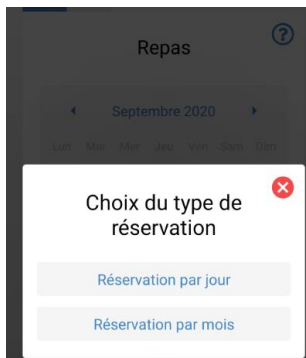 Repas
Septembre 2020
Lun Mar Mer Jeu Ven Sam Dim
Choix du type de
réservation
Réservation par jour
Réservation par mois